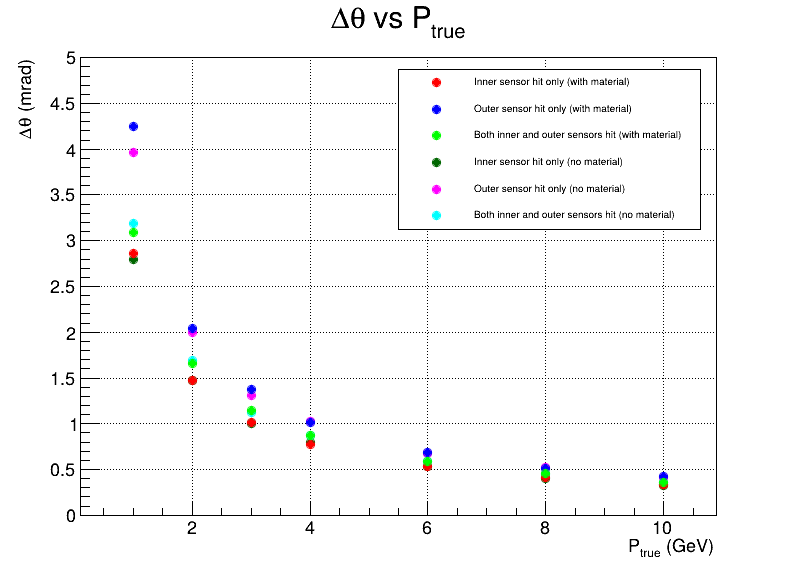 Δθ vs P_true
Δθ (mrad)
5
4.5
4
3.5
3
2.5
2
1.5
1
0.5
0
Inner sensor hit only (with material)
Outer sensor hit only (with material)
Both inner and outer sensors hit (with material)
Inner sensor hit only (no material)
Outer sensor hit only (no material)
Both inner and outer sensors hit (no material)
2 4 6 8 10
P_true (GeV)